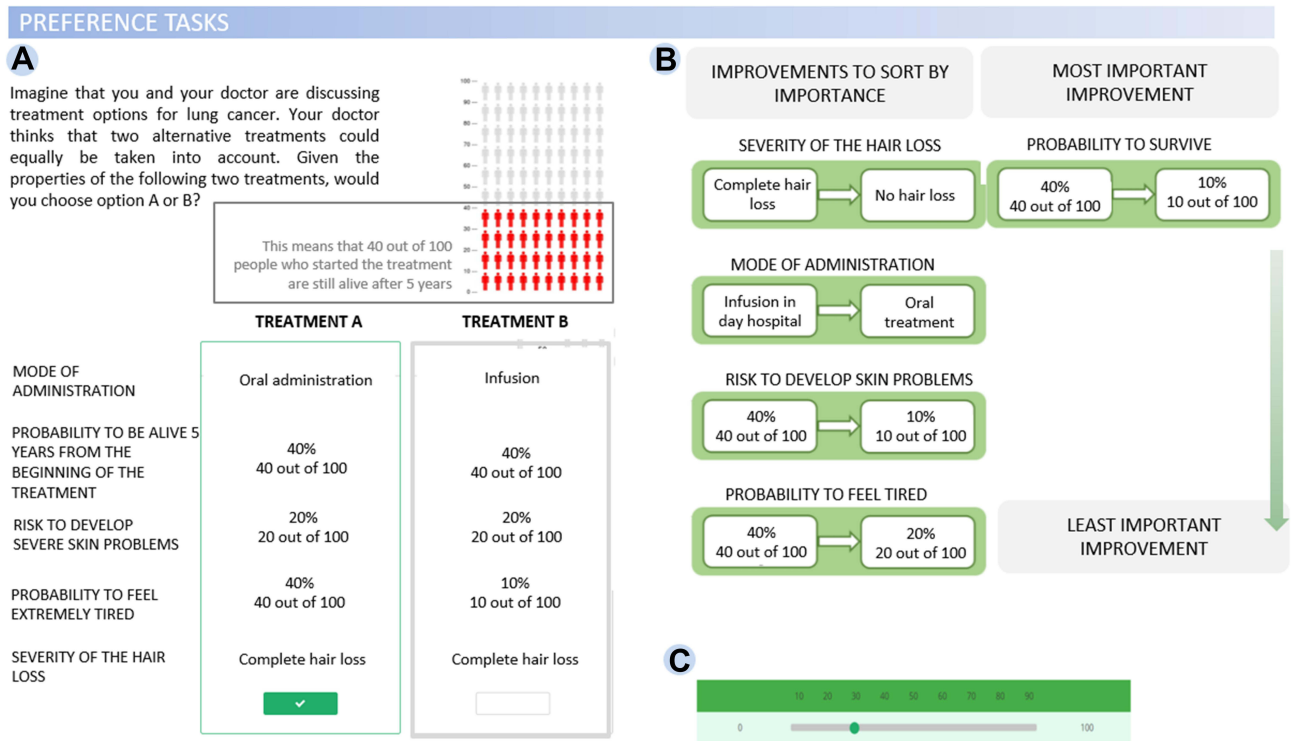 PREFERENCE TASKS
A
Imagine that you and your doctor are discussing
treatment options for lung cancer. Your doctor
thinks that two alternative treatments could
equally be taken into account. Given the
properties of the following two treatments, would
you choose option A or B?
100
90
80
70
60
50
40
30
20
10
0
This means that 40 out of 100
people who started the treatment
are still alive after 5 years
TREATMENT A
TREATMENT B
MODE OF
ADMINISTRATION
Oral administration
Infusion
PROBABILITY TO BE ALIVE 5
YEARS FROM THE
BEGINNING OF THE
TREATMENT
40%
40 out of 100
40%
40 out of 100
RISK TO DEVELOP
SEVERE SKIN PROBLEMS
20%
20 out of 100
20%
20 out of 100
PROBABILITY TO FEEL
EXTREMELY TIRED
40%
40 out of 100
10%
10 out of 100
SEVERITY OF THE HAIR
LOSS
Complete hair loss
Complete hair loss
B
IMPROVEMENTS TO SORT BY
IMPORTANCE
MOST IMPORTANT
IMPROVEMENT
SEVERITY OF THE HAIR LOSS
Complete hair
loss
No hair loss
PROBABILITY TO SURVIVE
40%
40 out of 100
10%
10 out of 100
MODE OF ADMINISTRATION
Infusion in
day hospital
Oral
treatment
RISK TO DEVELOP SKIN PROBLEMS
40%
40 out of 100
10%
10 out of 100
PROBABILITY TO FEEL TIRED
40%
40 out of 100
20%
20 out of 100
LEAST IMPORTANT
IMPROVEMENT
C
10 20 30 40 50 60 70 80 90
0 100